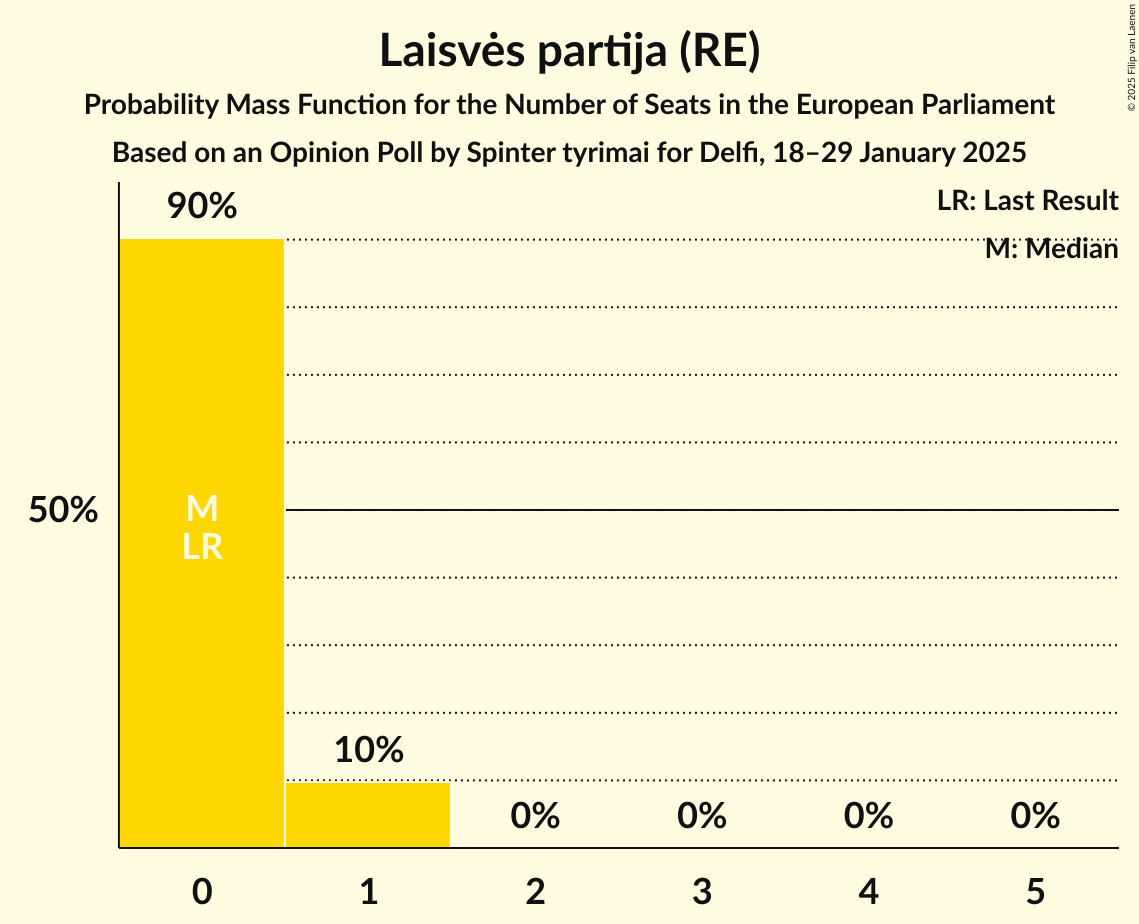 Laisvės partija (RE)
Probability Mass Function for the Number of Seats in the European Parliament
Based on an Opinion Poll by Spinter tyrimai for Delfi, 18–29 January 2025
© 2025 Filip van Laenen
LR: Last Result
M: Median
90%
50%
M
LR
10%
0%
0%
0%
0%
0
1
2
3
4
5